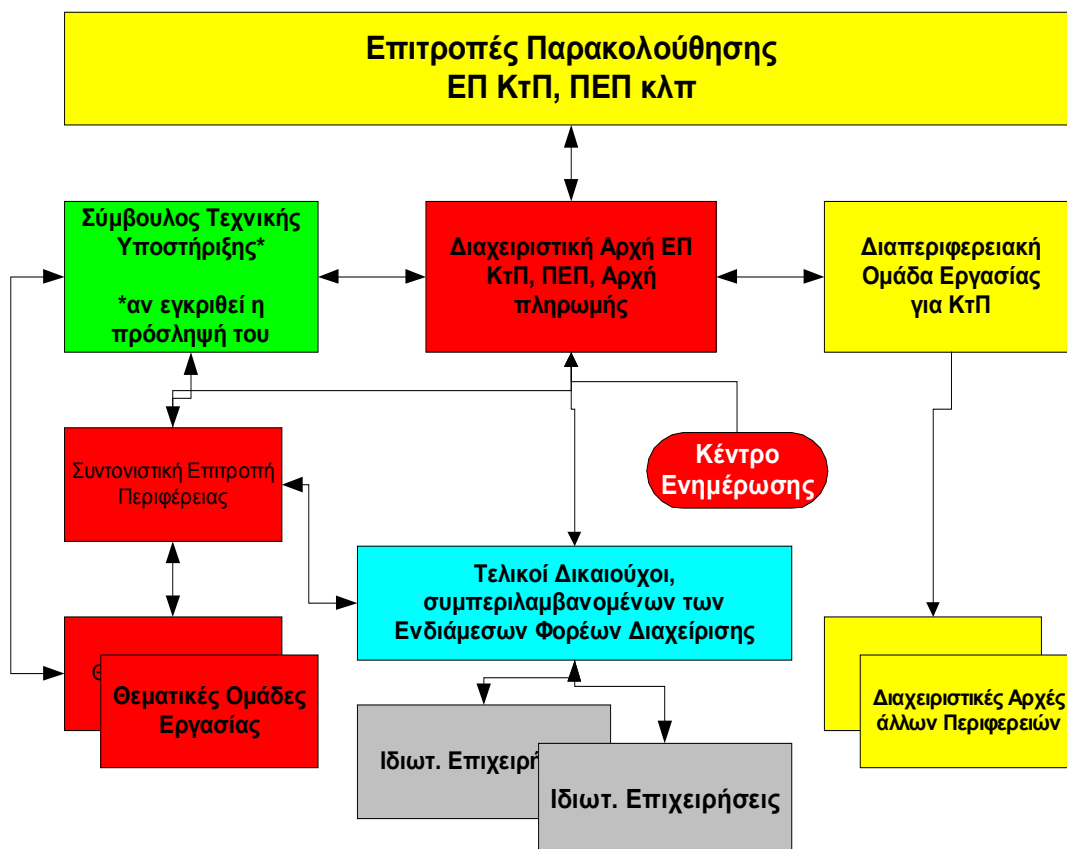 Επιτροπές Παρακολούθησης
ΕΠ ΚτΠ, ΠΕΠ κλπ
Σύμβουλος Τεχνικής
Υποστήριξης*
*αν εγκριθεί η
πρόσληψή του
Διαχειριστική Αρχή ΕΠ
ΚτΠ, ΠΕΠ, Αρχή
πληρωμής
Διαπεριφερειακή
Ομάδα Εργασίας
για ΚτΠ
Συντονιστική Επιτροπή
Περιφέρειας
Κέντρο
Ενημέρωσης
Τελικοί Δικαιούχοι,
συμπεριλαμβανομένων των
Ενδιάμεσων Φορέων Διαχείρισης
Θεματικές Ομάδες
Εργασίας
Διαχειριστικές Αρχές
άλλων Περιφερειών
Ιδιωτ. Επιχειρή
Ιδιωτ. Επιχειρήσεις